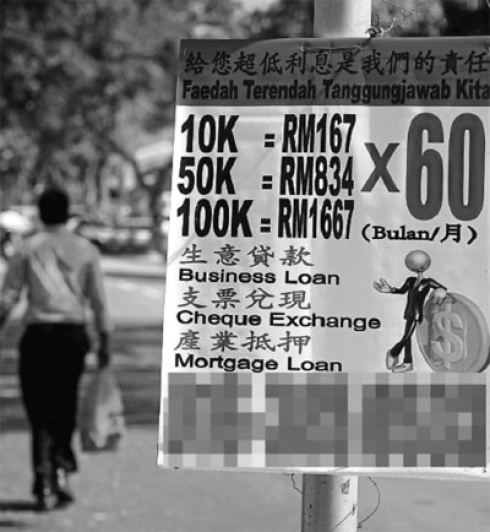 給您超低利息是我們的責任
Faedah Terendah Tanggungjawab Kita
10K = RM167
50K = RM834
100K = RM1667
X 60
(Bulan/月)
生意貸款
Business Loan
支票兌現
Cheque Exchange
產業抵押
Mortgage Loan
$